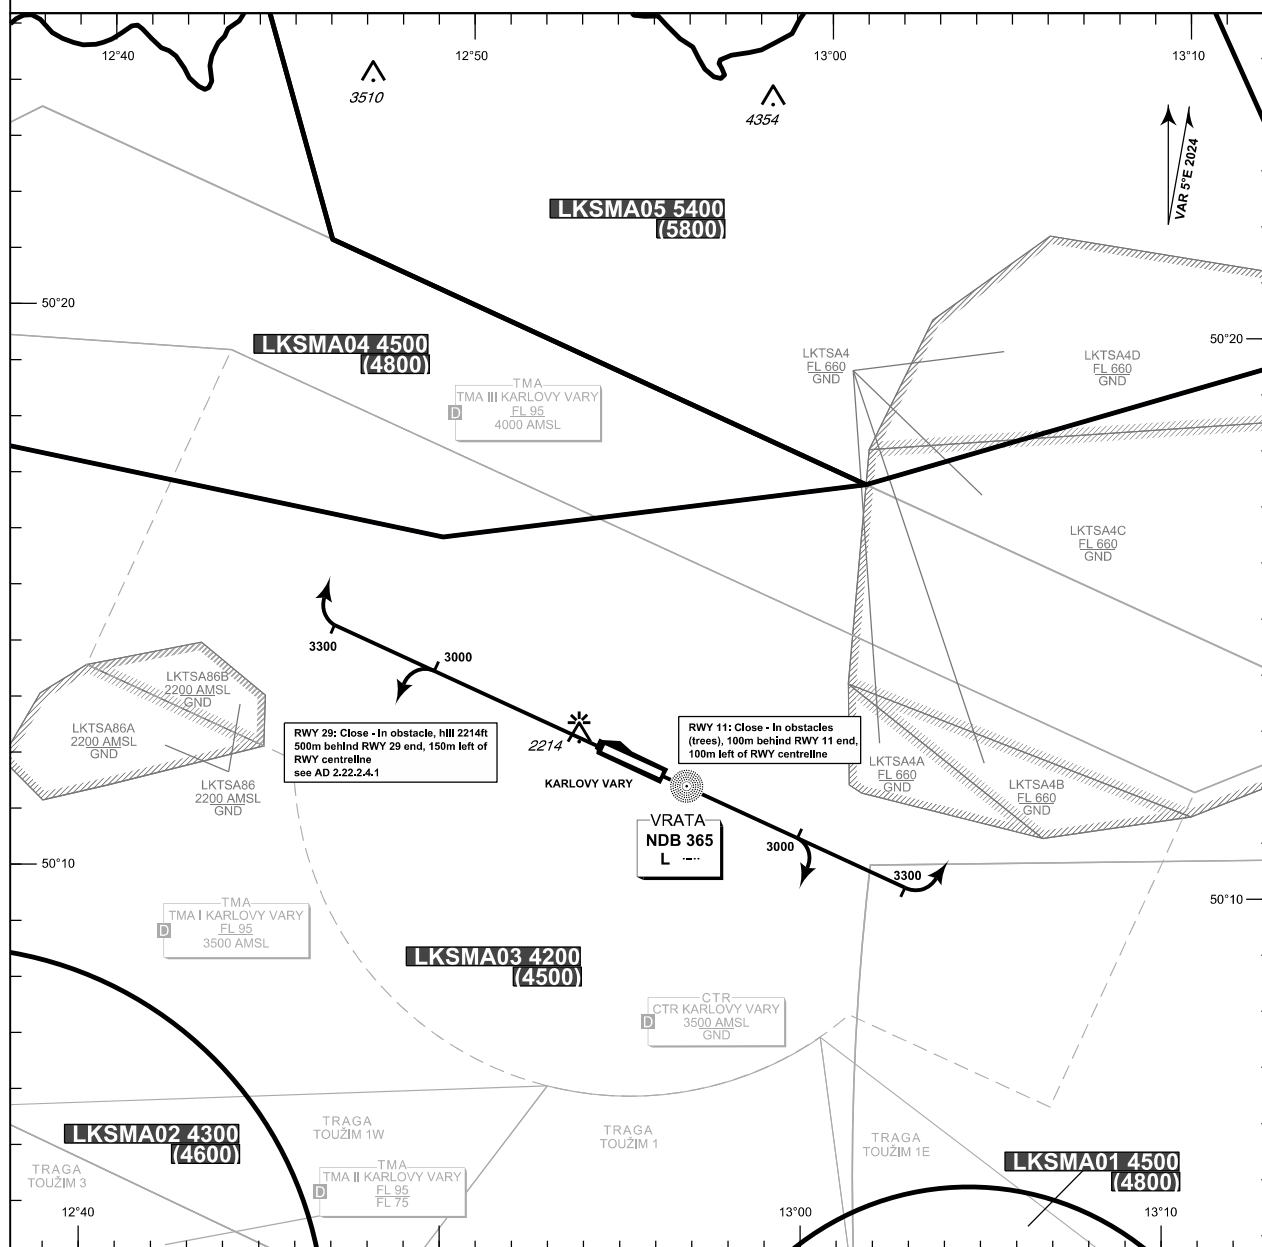 12°40
12°50
13°00
13°10
3510
4354
VAR 5°E 2024
LKSMA05 5400
(5800)
50°20
LKSMA04 4500
(4800)
50°20
LKTSA4
FL 660
GND
LKTSA4D
FL 660
GND
TMA
TMA III KARLOVY VARY
D
FL 95
4000 AMSL
LKTSA4C
FL 660
GND
3300
3000
LKTSA86B
2200 AMSL
GND
LKTSA86A
2200 AMSL
GND
LKTSA86
2200 AMSL
GND
RWY 29: Close - In obstacle, hill 2214ft
500m behind RWY 29 end, 150m left of
RWY centreline
see AD 2.22.2.4.1
2214
KARLOVY VARY
RWY 11: Close - In obstacles
(trees), 100m behind RWY 11 end,
100m left of RWY centreline
LKTSA4A
FL 660
GND
LKTSA4B
FL 660
GND
VRATA
NDB 365
L
3000
3300
50°10
50°10
TMA
TMA I KARLOVY VARY
D
FL 95
3500 AMSL
LKSMA03 4200
(4500)
CTR
CTR KARLOVY VARY
D
3500 AMSL
GND
LKSMA02 4300
(4600)
TRAGA
TOUŽIM 1W
TRAGA
TOUŽIM 1
TRAGA
TOUŽIM 1E
LKSMA01 4500
(4800)
TRAGA
TOUŽIM 3
TMA
TMA II KARLOVY VARY
D
FL 95
FL 75
12°40
13°00
13°10